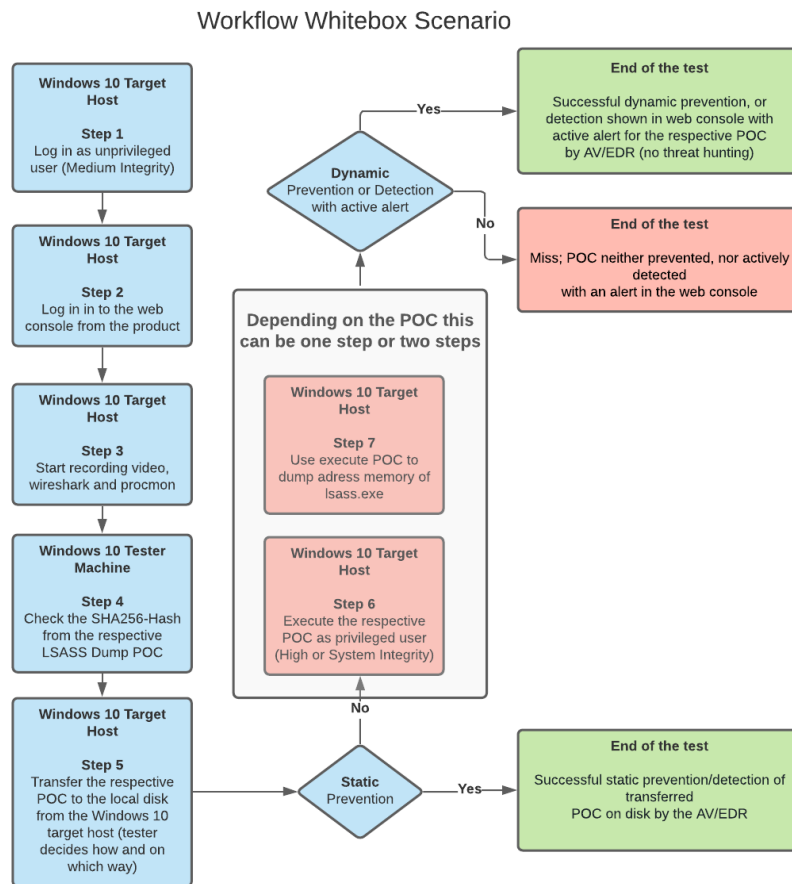 Workflow Whitebox Scenario
Windows 10 Target
Host
Step 1
Log in as unprivileged
user (Medium Integrity)
Windows 10 Target
Host
Step 2
Log in in to the web
console from the product
Windows 10 Target
Host
Step 3
Start recording video,
wireshark and procmon
Windows 10 Tester
Machine
Step 4
Check the SHA256-Hash
from the respective
LSASS Dump POC
Windows 10 Target
Host
Step 5
Transfer the respective
POC to the local disk
from the Windows 10
target host (tester
decides how and on
which way)
Static
Prevention
Yes
End of the test
Successful static prevention/detection of
transferred
POC on disk by the AV/EDR
No
Depending on the POC this
can be one step or two steps
Windows 10 Target
Host
Step 6
Execute the respective
POC as privileged user
(High or System Integrity)
Windows 10 Target
Host
Step 7
Use execute POC to
dump adress memory of
lsass.exe
Dynamic
Prevention or Detection
with active alert
Yes
End of the test
Successful dynamic prevention, or
detection shown in web console with
active alert for the respective POC
by AV/EDR (no threat hunting)
No
End of the test
Miss; POC neither prevented, nor actively
detected
with an alert in the web console